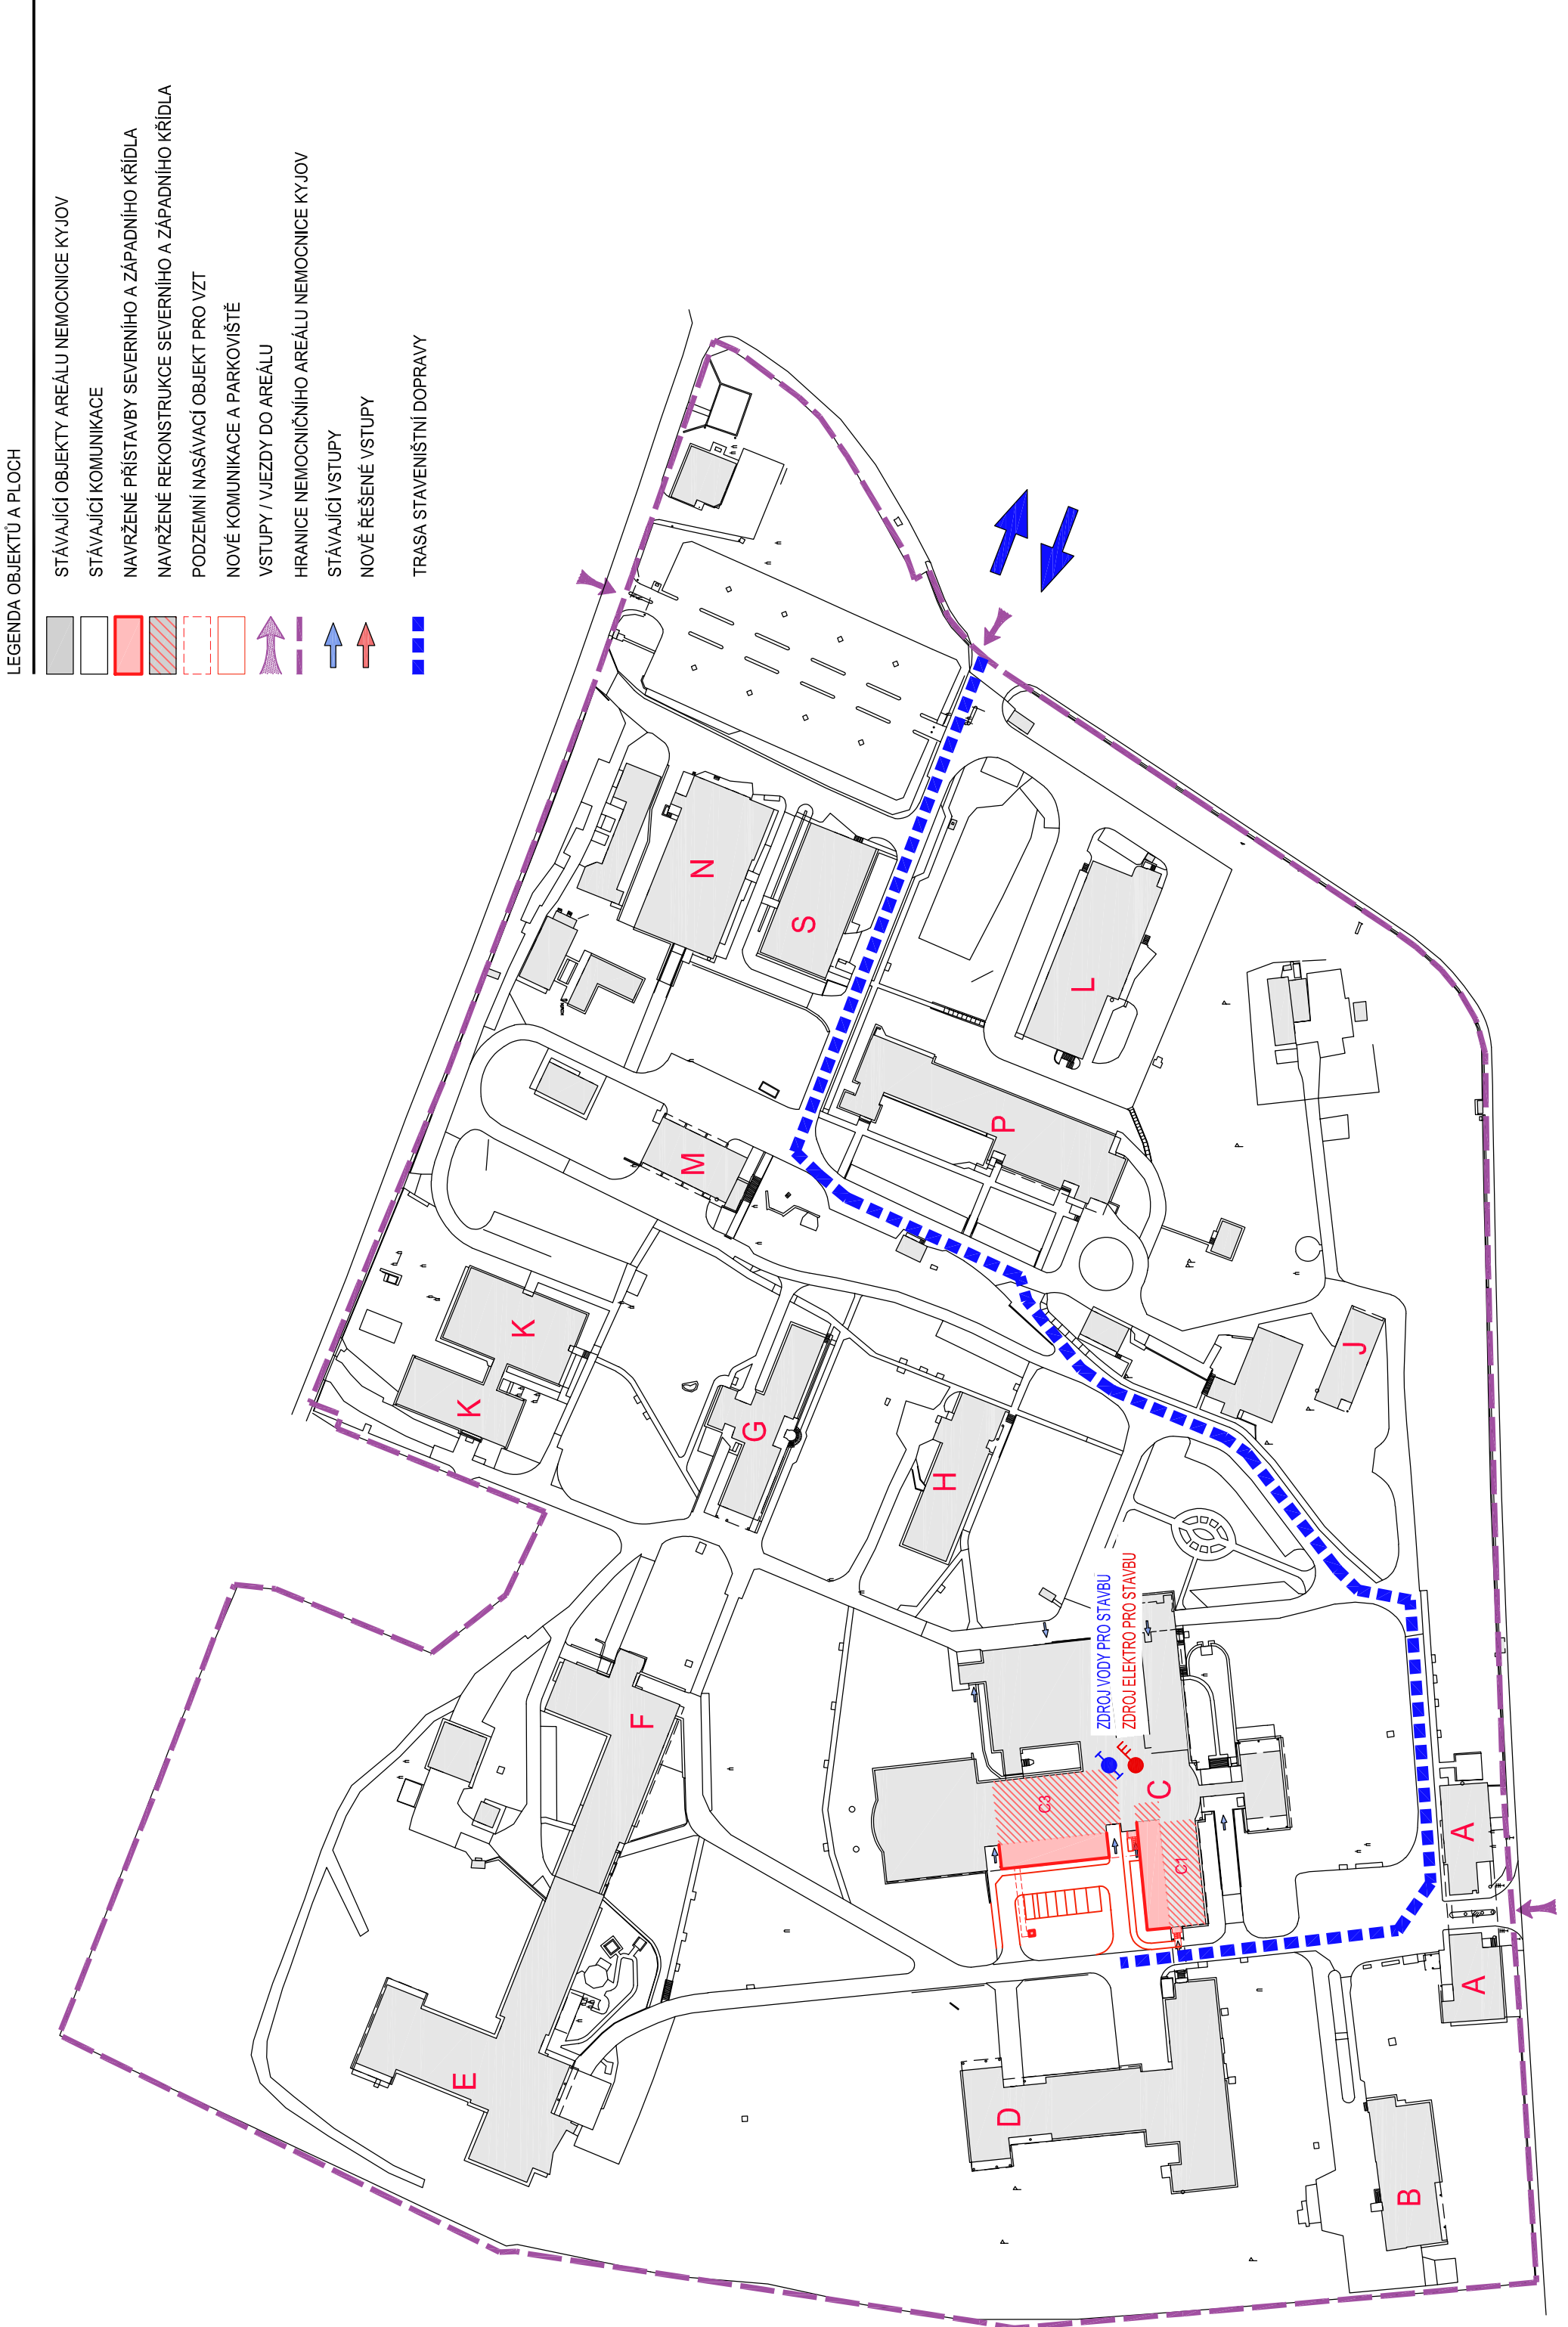 LEGENDA OBJEKTŮ A PLOCH
STÁVAJÍCÍ OBJEKTY AREÁLU NEMOCNICE KYJOV
STÁVAJÍCÍ KOMUNIKACE
NAVRŽENÉ PŘÍSTAVBY SEVERNÍHO A ZÁPADNÍHO KŘÍDLA
NAVRŽENÉ REKONSTRUKCE SEVERNÍHO A ZÁPADNÍHO KŘÍDLA
PODZEMNÍ NASÁVACÍ OBJEKT PRO VZT
NOVÉ KOMUNIKACE A PARKOVIŠTĚ
VSTUPY / VJEZDY DO AREÁLU
HRANICE NEMOCNIČNÍHO AREÁLU NEMOCNICE KYJOV
STÁVAJÍCÍ VSTUPY
NOVĚ ŘEŠENÉ VSTUPY
TRASA STAVENIŠTNÍ DOPRAVY
N
S
L
M
P
K
K
G
H
J
F
ZDROJ VODY PRO STAVBU
ZDROJ ELEKTRO PRO STAVBU
E
C
C3
C1
A
A
E
D
B